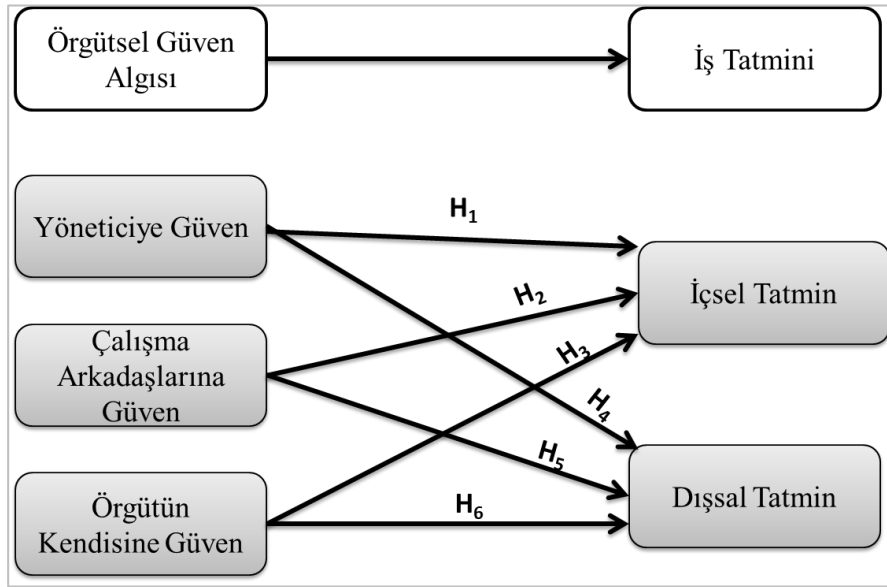 Örgütsel Güven
Algısı
İş Tatmini
Yöneticiye Güven
H₁
İçsel Tatmin
H₂
Çalışma
Arkadaşlarına
Güven
H₃
H₄
H₅
Dışsal Tatmin
Örgütün
Kendisine Güven
H₆